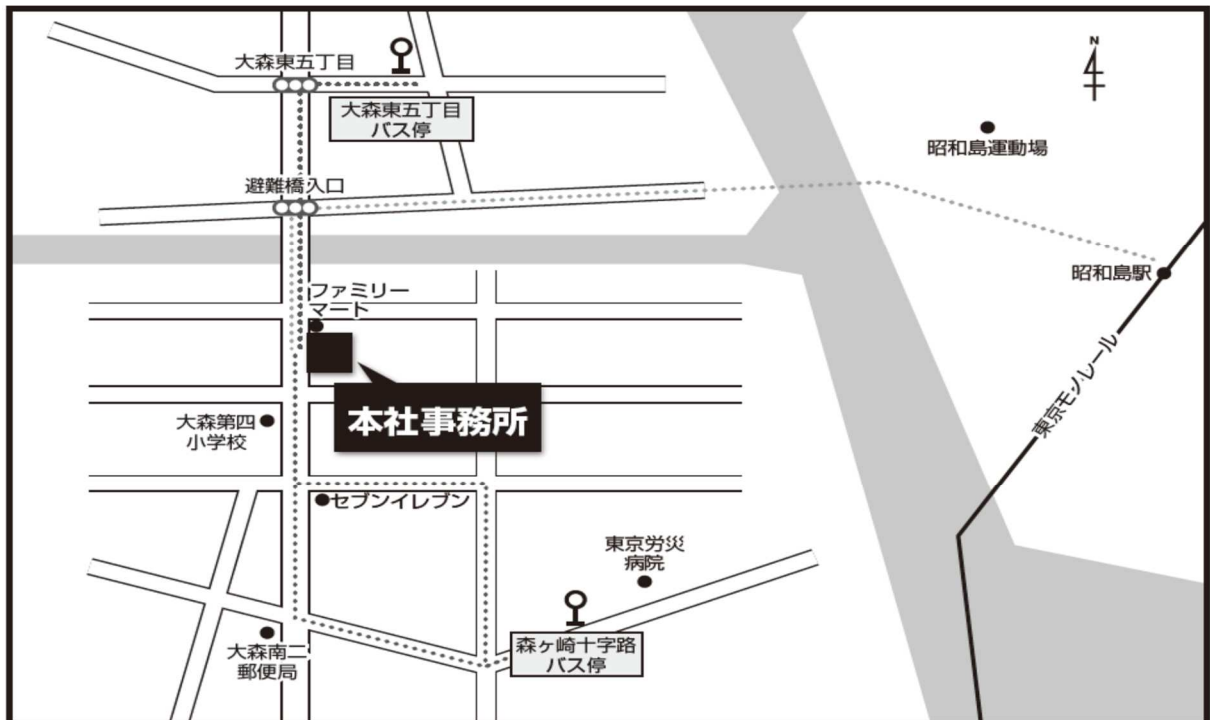 大森東五丁目
大森東五丁目
バス停
N
昭和島運動場
避難橋入口
昭和島駅
ファミリー
マート
東京モノレール
本社事務所
大森第四
小学校
セブンイレブン
東京労災
病院
大森南二
郵便局
森ヶ崎十字路
バス停